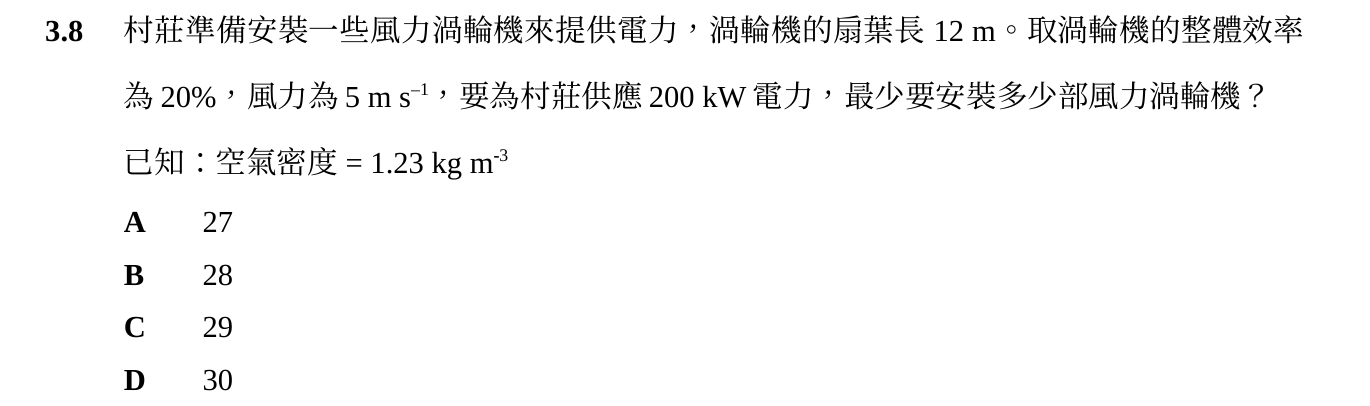 3.8 村莊準備安裝一些風力渦輪機來提供電力，渦輪機的扇葉長 12 m。取渦輪機的整體效率
為 20%，風力為 5 m s⁻¹，要為村莊供應 200 kW 電力，最少要安裝多少部風力渦輪機？
已知：空氣密度 = 1.23 kg m⁻³
A 27
B 28
C 29
D 30